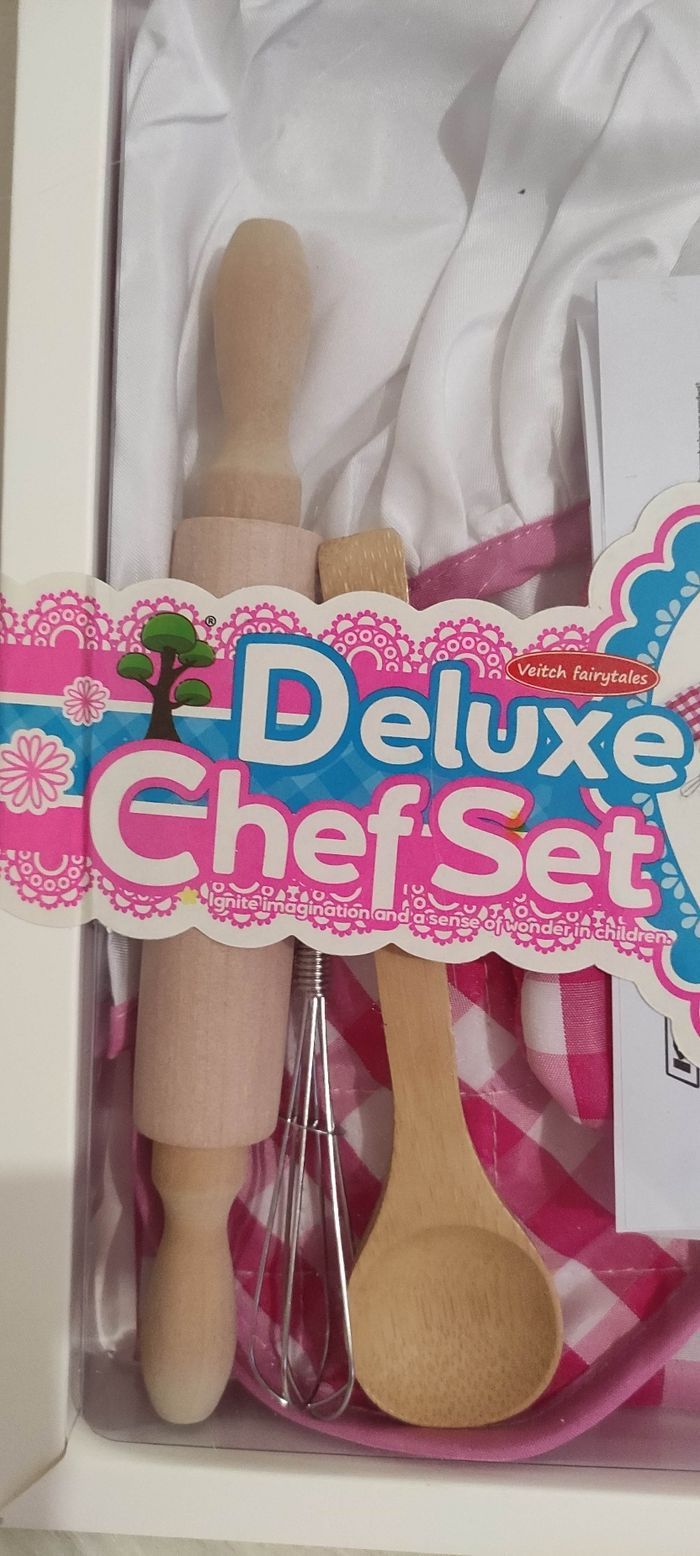 ®
Veitch fairytales
Deluxe
Chef Set
Ignite imagination and a sense of wonder in children.